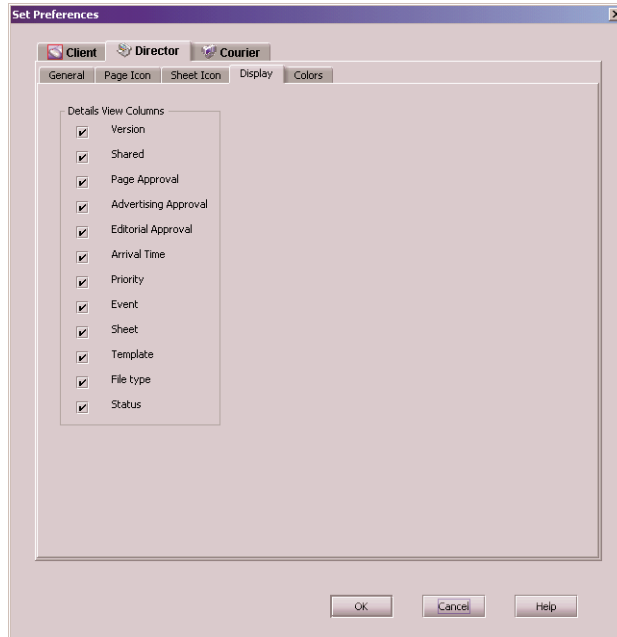 Set Preferences
Client Director Courier
General Page Icon Sheet Icon Display Colors
Details View Columns
Version
Shared
Page Approval
Advertising Approval
Editorial Approval
Arrival Time
Priority
Event
Sheet
Template
File type
Status
OK Cancel Help